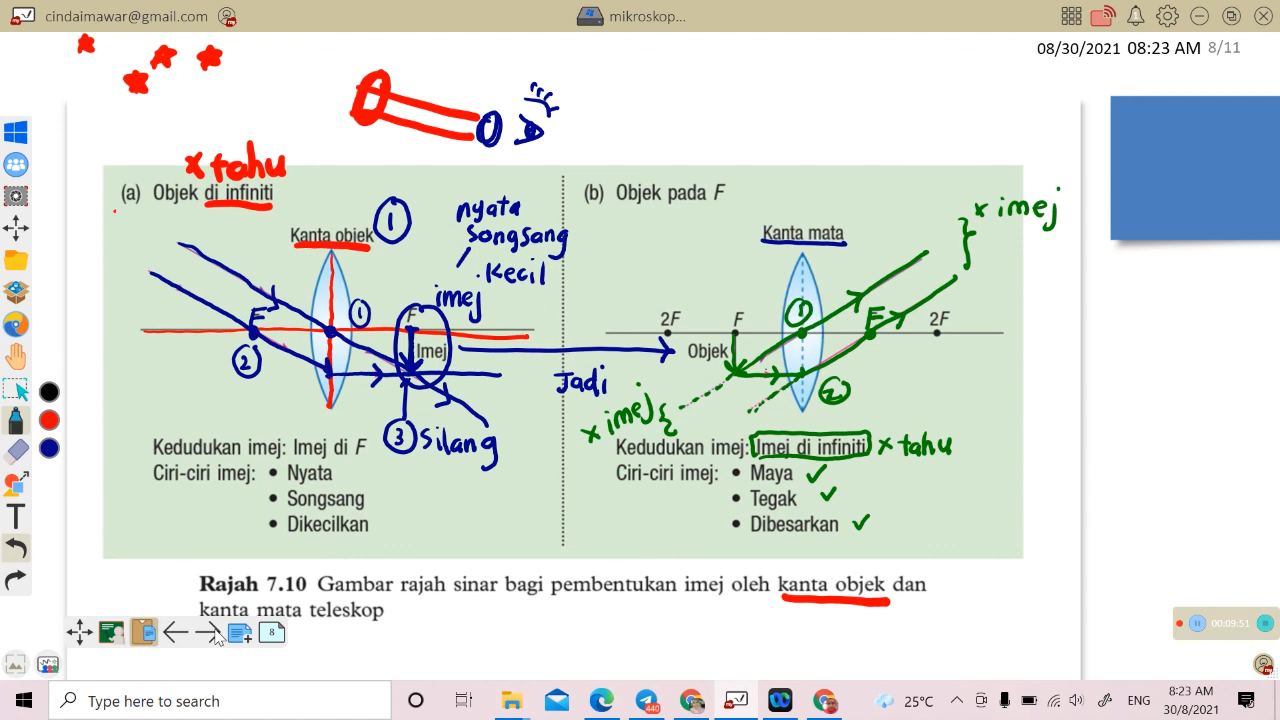 cindaimawar@gmail.com
mikroskop...
08/30/2021 08:23 AM 8/11
x tahu
(a) Objek di infiniti
Kanta objek
1
nyata
songsang
kecil
imej
F
1
F
Imej
2
3 silang
Jadi
Kedudukan imej: Imej di F
Ciri-ciri imej: • Nyata
• Songsang
• Dikecilkan
(b) Objek pada F
x imej
Kanta mata
1
2F
F
F
2F
Objek
2
x imej
Kedudukan imej: Imej di infiniti x tahu
Ciri-ciri imej: • Maya
• Tegak
• Dibesarkan
Rajah 7.10 Gambar rajah sinar bagi pembentukan imej oleh kanta objek dan
kanta mata teleskop
8
00:09:51
T
Type here to search
440
25°C
ENG
8:23 AM
30/8/2021